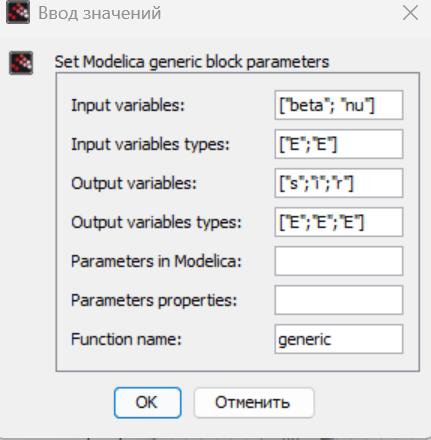 Ввод значений
Set Modelica generic block parameters
Input variables: ["beta"; "nu"]
Input variables types: ["E";"E"]
Output variables: ["s";"i";"r"]
Output variables types: ["E";"E";"E"]
Parameters in Modelica:
Parameters properties:
Function name: generic
OK Отменить